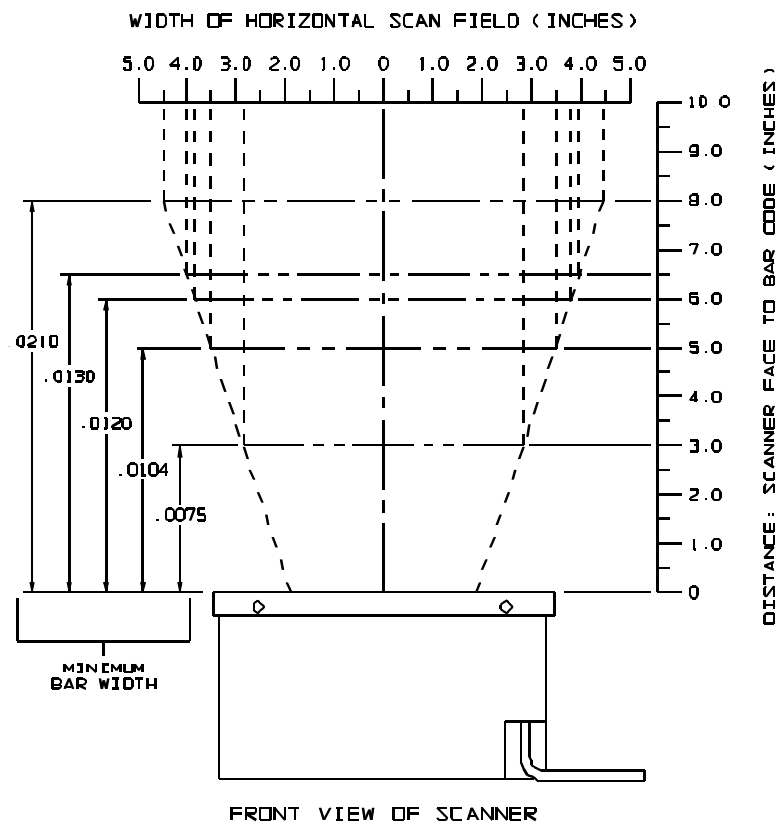 WIDTH OF HORIZONTAL SCAN FIELD (INCHES)
5.0 4.0 3.0 2.0 1.0 0 1.0 2.0 3.0 4.0 5.0
10 0
9.0
8.0
7.0
6.0
5.0
4.0
3.0
2.0
1.0
0
DISTANCE: SCANNER FACE TO BAR CODE (INCHES)
.0210
.0130
.0120
.0104
.0075
MINIMUM
BAR WIDTH
FRONT VIEW OF SCANNER